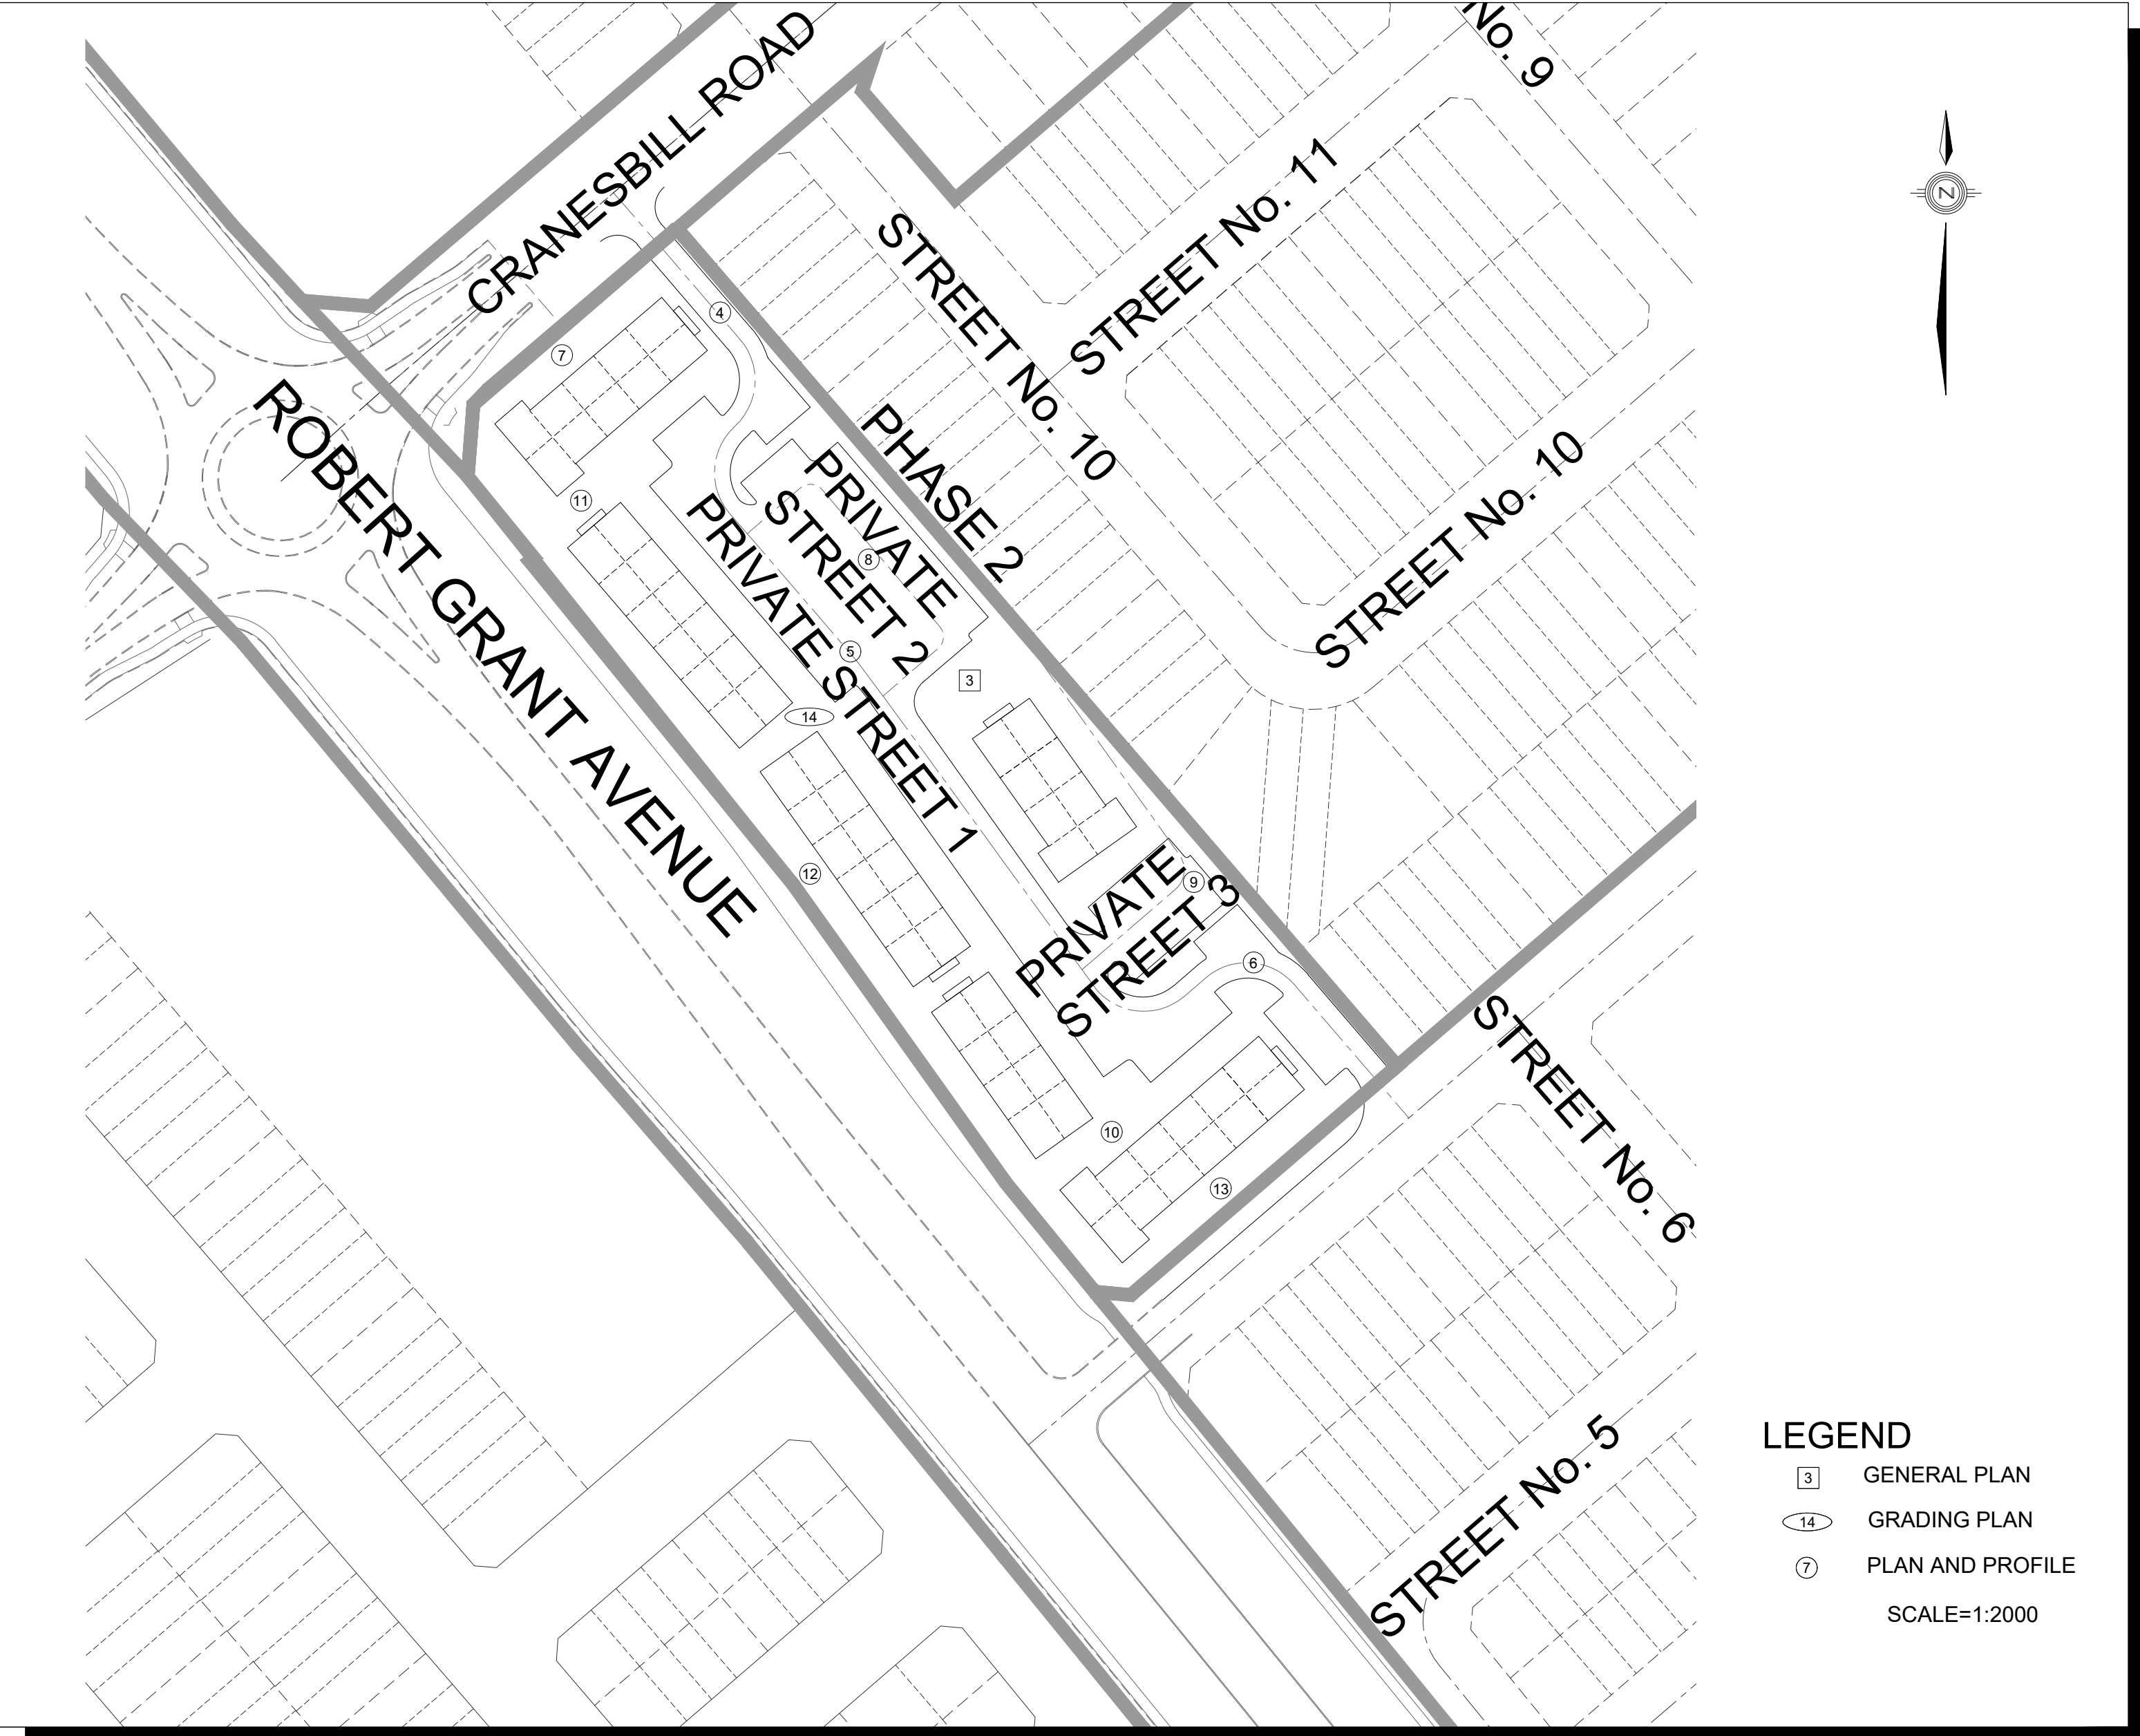 No. 9
CRANESBILL ROAD
STREET No. 11
STREET No. 10
4
7
ROBERT GRANT AVENUE
PHASE 2
STREET No. 10
11
PRIVATE
STREET 2
8
PRIVATE STREET 1
5
3
14
12
PRIVATE
STREET 3
9
6
STREET No. 6
10
13
STREET No. 5
N
LEGEND
3 GENERAL PLAN
14 GRADING PLAN
7 PLAN AND PROFILE
SCALE=1:2000